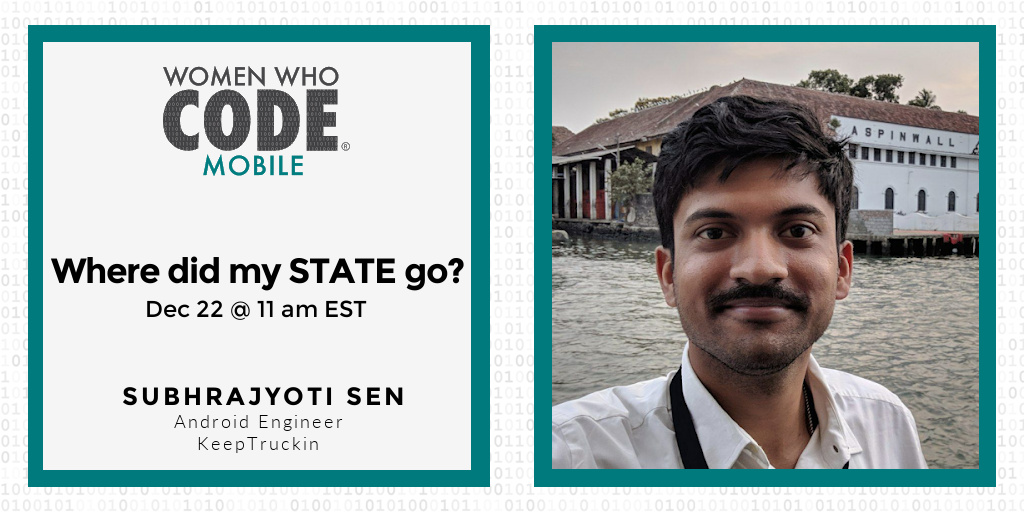 WOMEN WHO
CODE®
MOBILE
Where did my STATE go?
Dec 22 @ 11 am EST
SUBHRAJYOTI SEN
Android Engineer
KeepTruckin
ASPINWALL